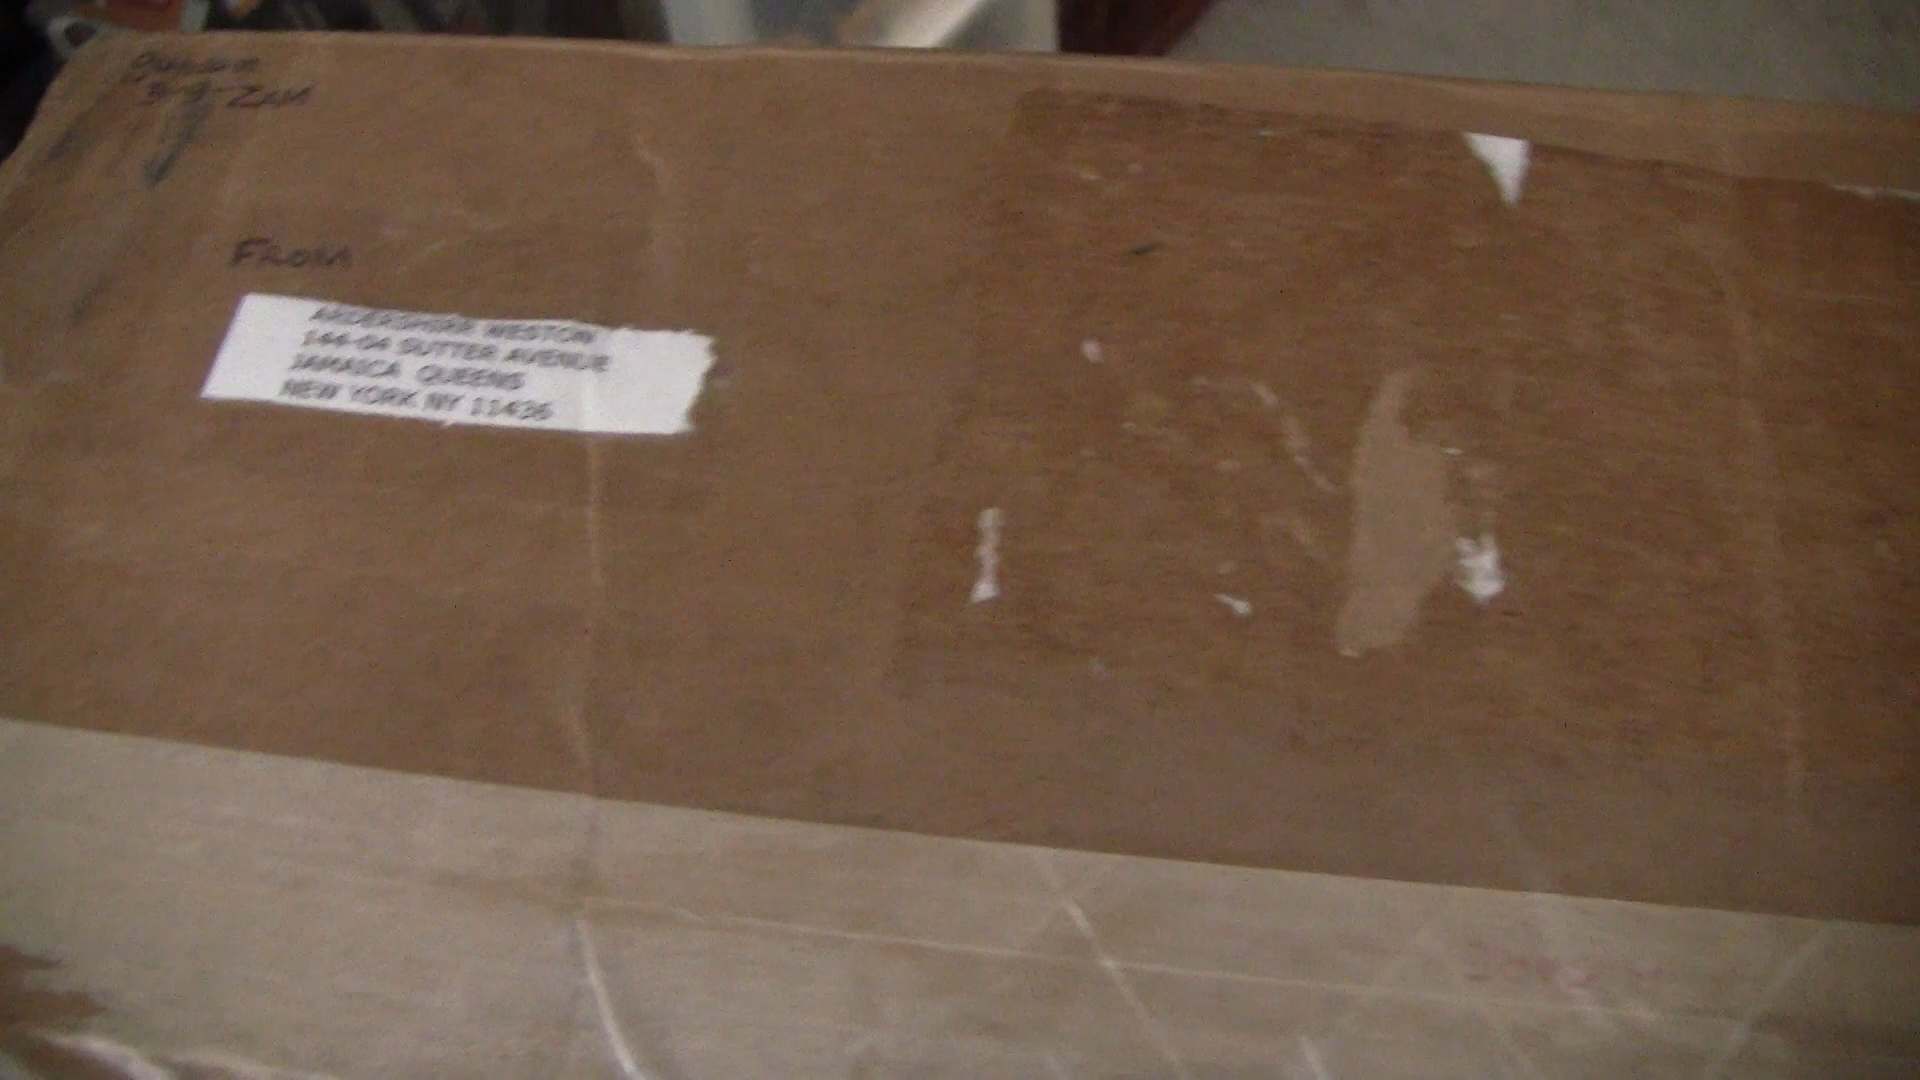 FROM
WESTON
144-04 SUTTER AVENUE
JAMAICA QUEENS
NEW YORK NY 11436